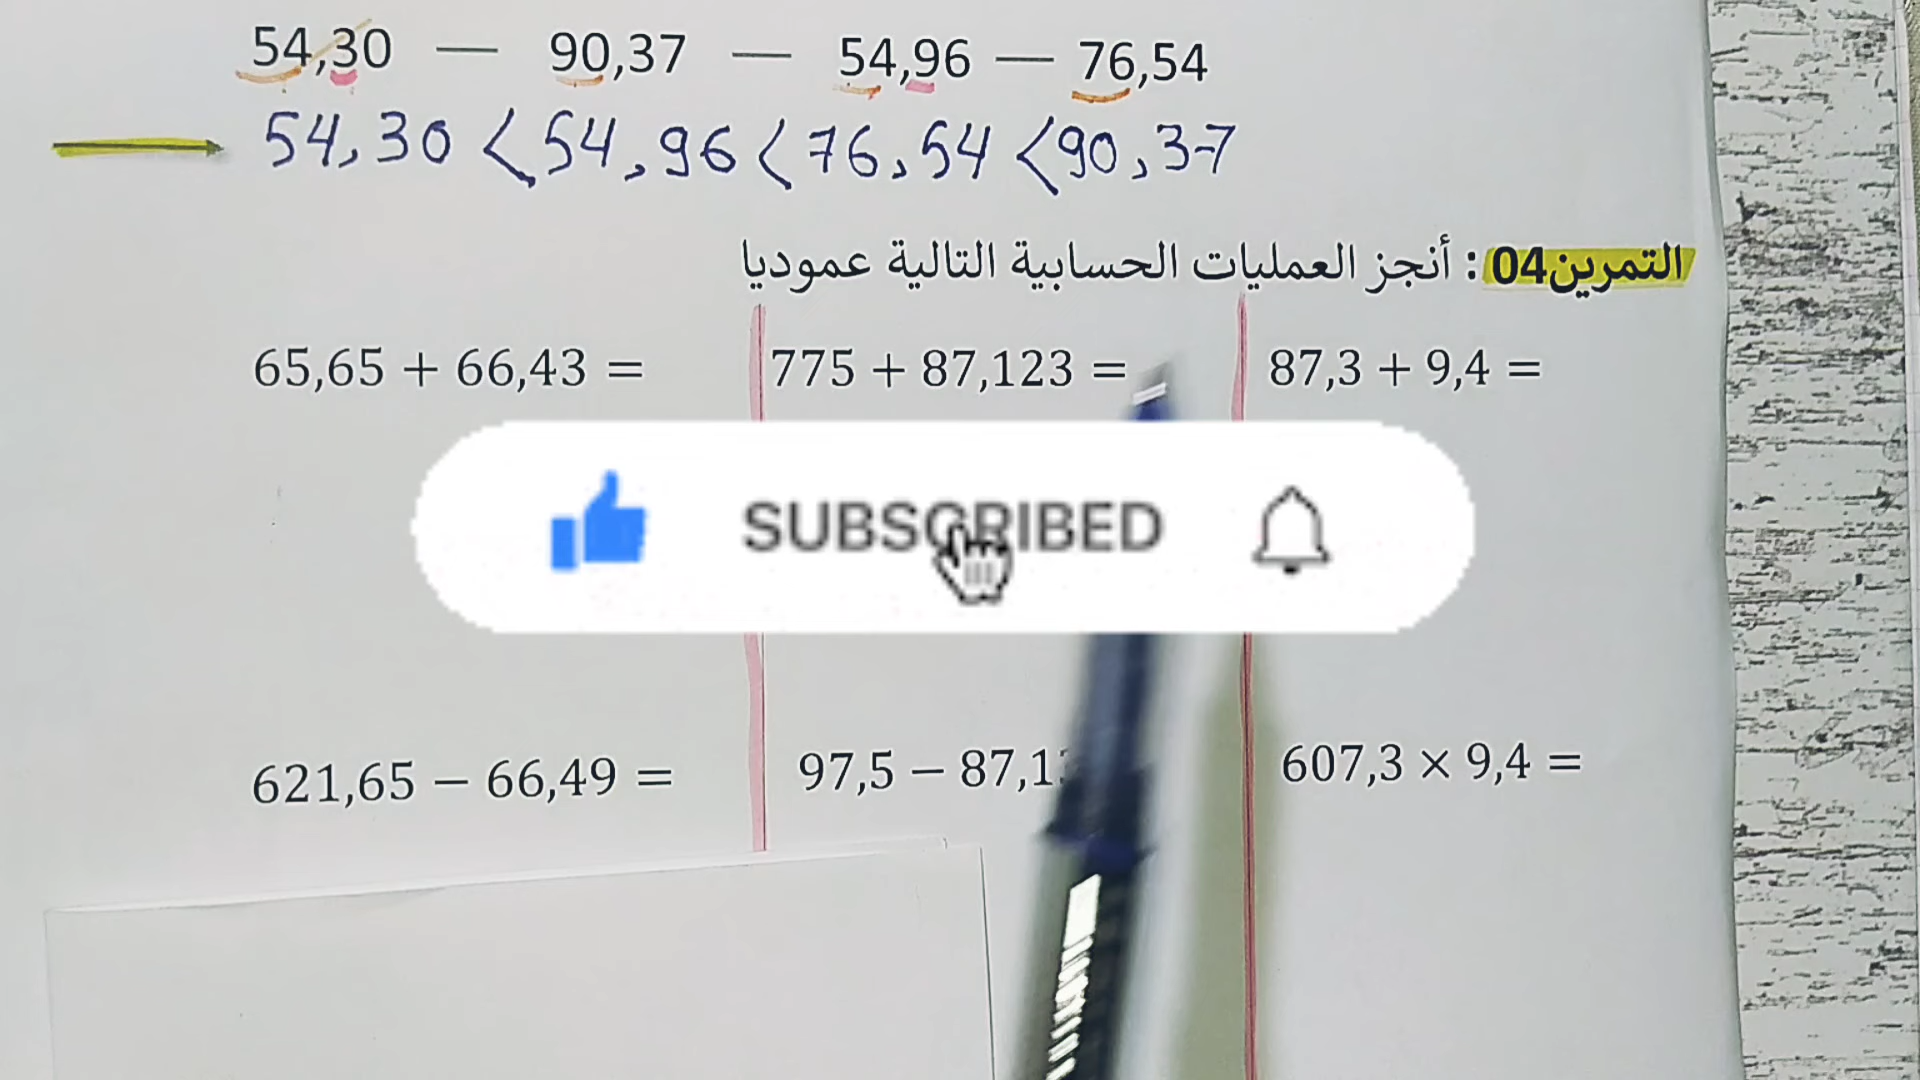 54,30 — 90,37 — 54,96 — 76,54
54,30 < 54,96 < 76,54 < 90,37
التمرين04 : أنجز العمليات الحسابية التالية عموديا
65,65 + 66,43 =
775 + 87,123 =
87,3 + 9,4 =
SUBSCRIBED
621,65 − 66,49 =
97,5 − 87,1
607,3 × 9,4 =